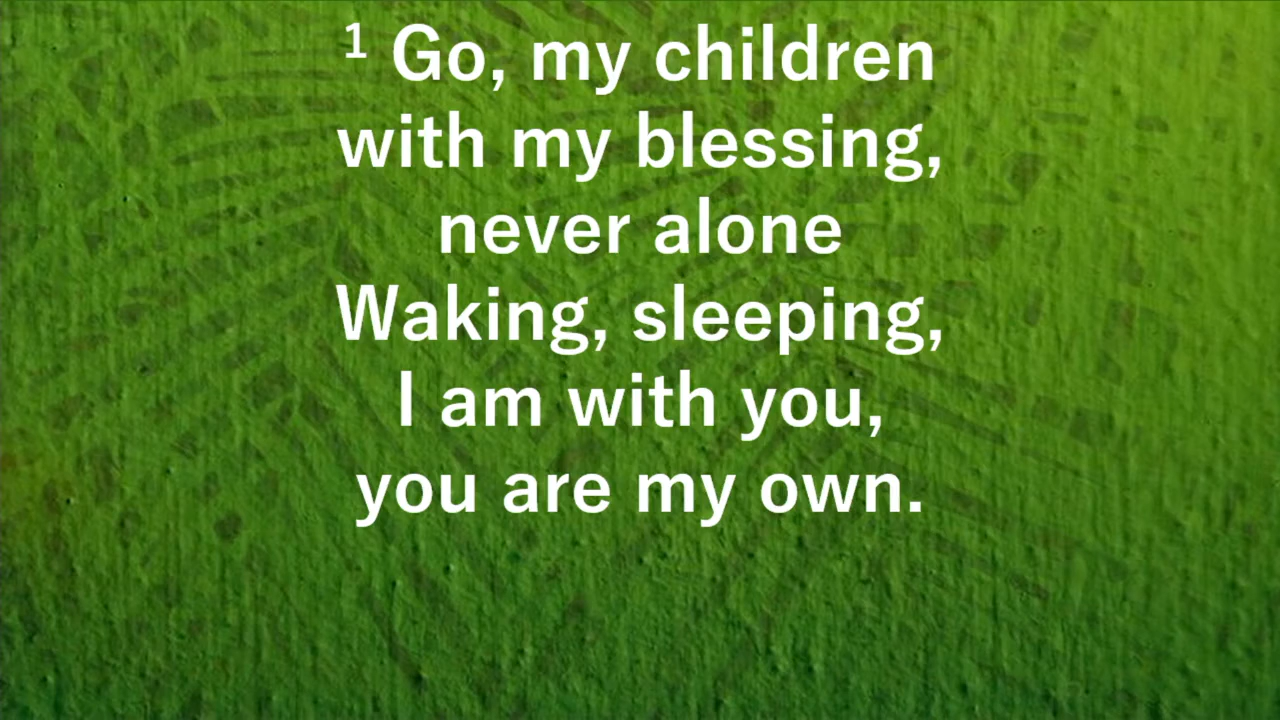 ¹ Go, my children
with my blessing,
never alone
Waking, sleeping,
I am with you,
you are my own.